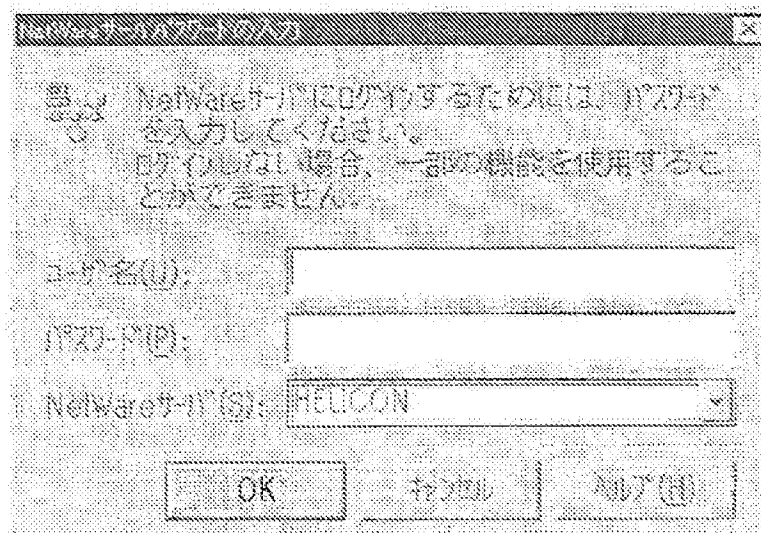 NetWareサーバパスワードの入力
NetWareサーバにログインするためには、パスワード
を入力してください。
ログインしない場合、一部の機能を使用するこ
とができません。
ユーザ名(U):
パスワード(P):
NetWareサーバ(S): HELICON
OK キャンセル ヘルプ(H)